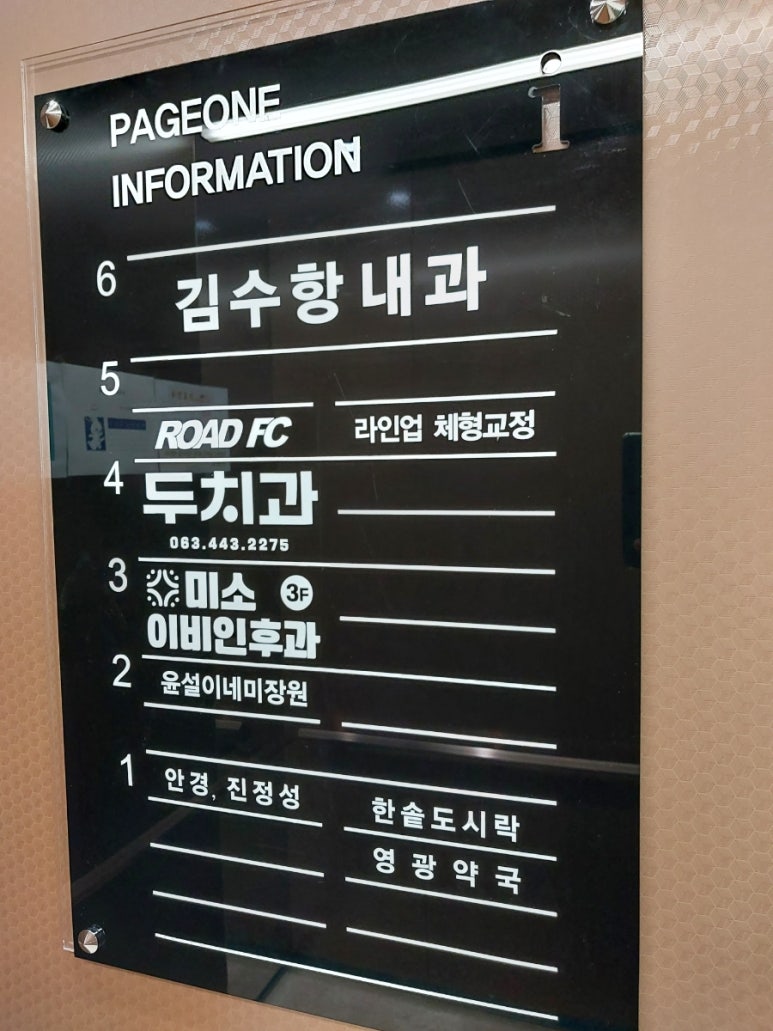 PAGEONE
INFORMATION
i
6
김수항내과
5
ROAD FC
라인업 체형교정
4
두치과
063.443.2275
3
미소 3F
이비인후과
2
윤설이네미장원
1
안경, 진정성
한솥도시락
영광약국